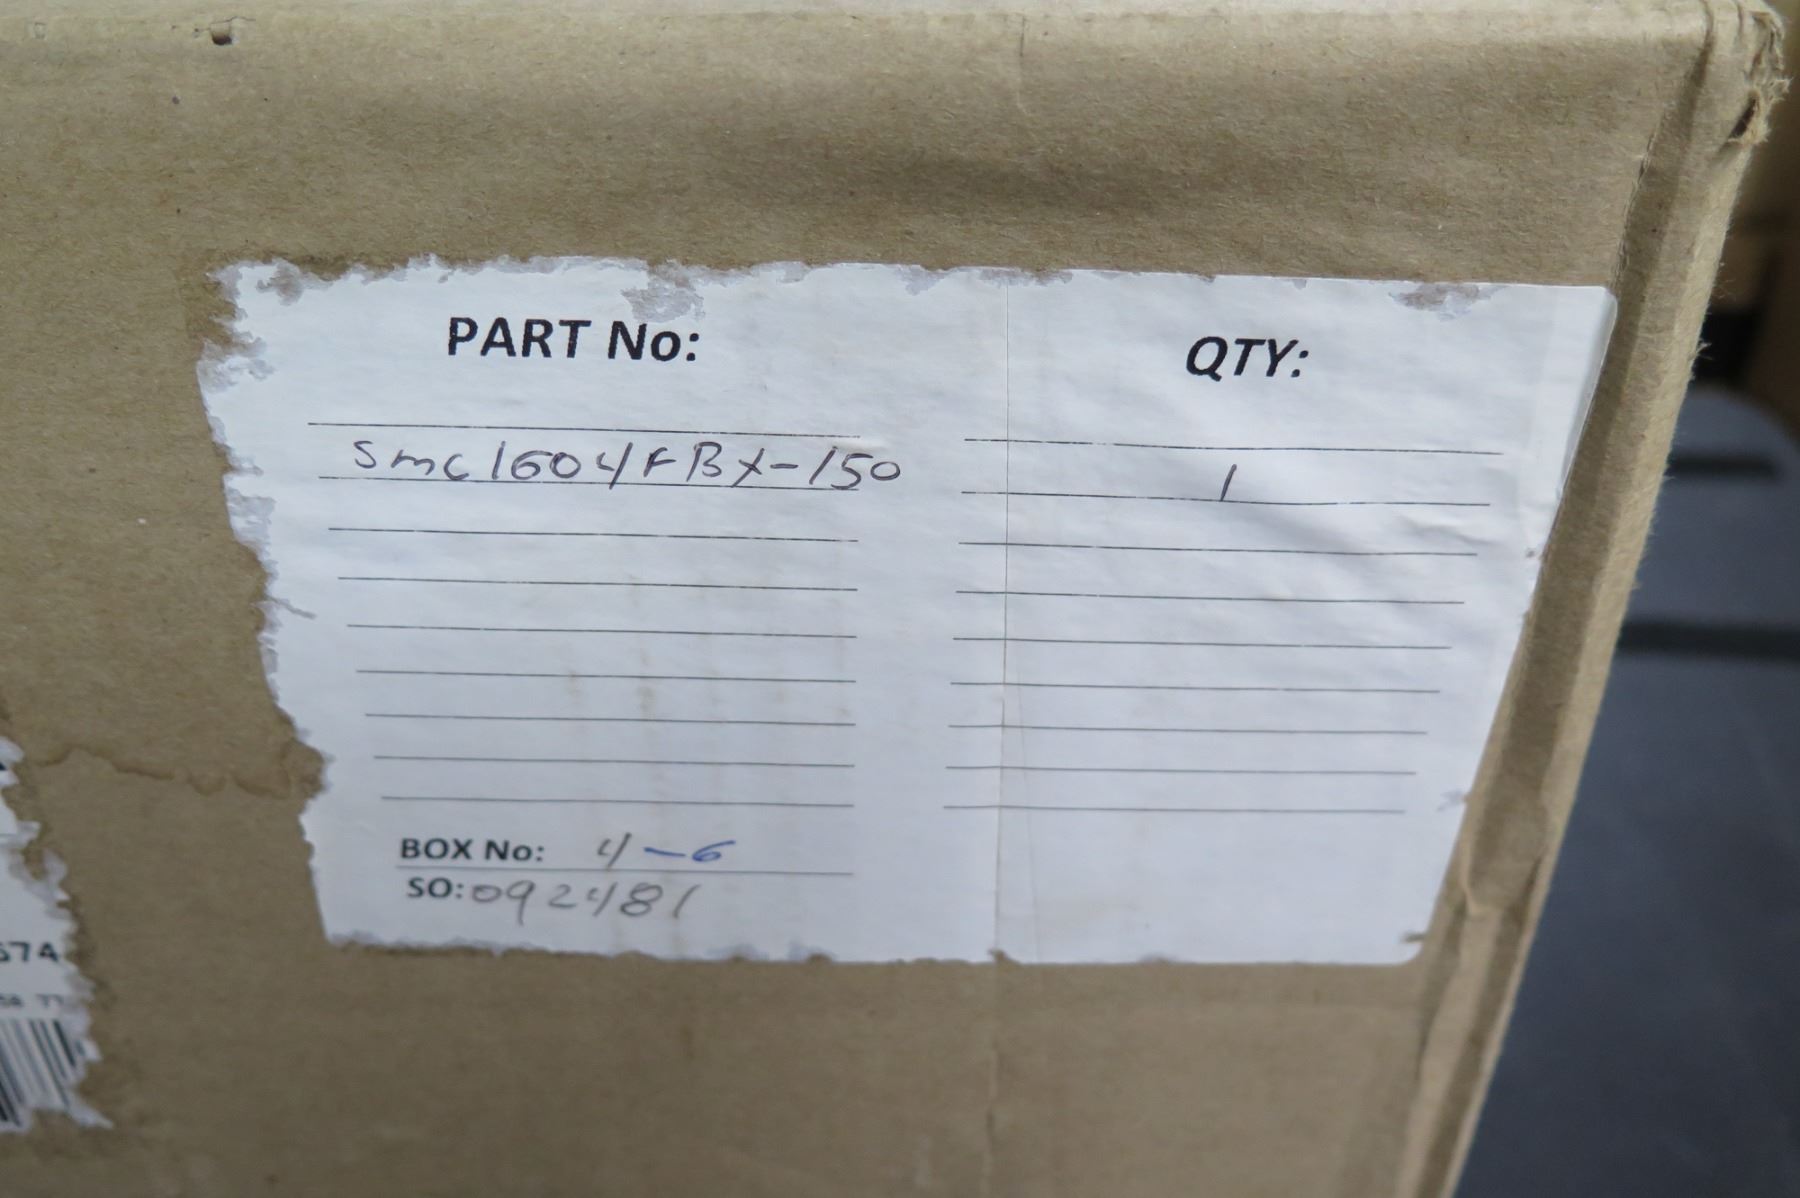 PART No: QTY:
SMC1604FBX-150 1
BOX No: 4-6
SO: 092481